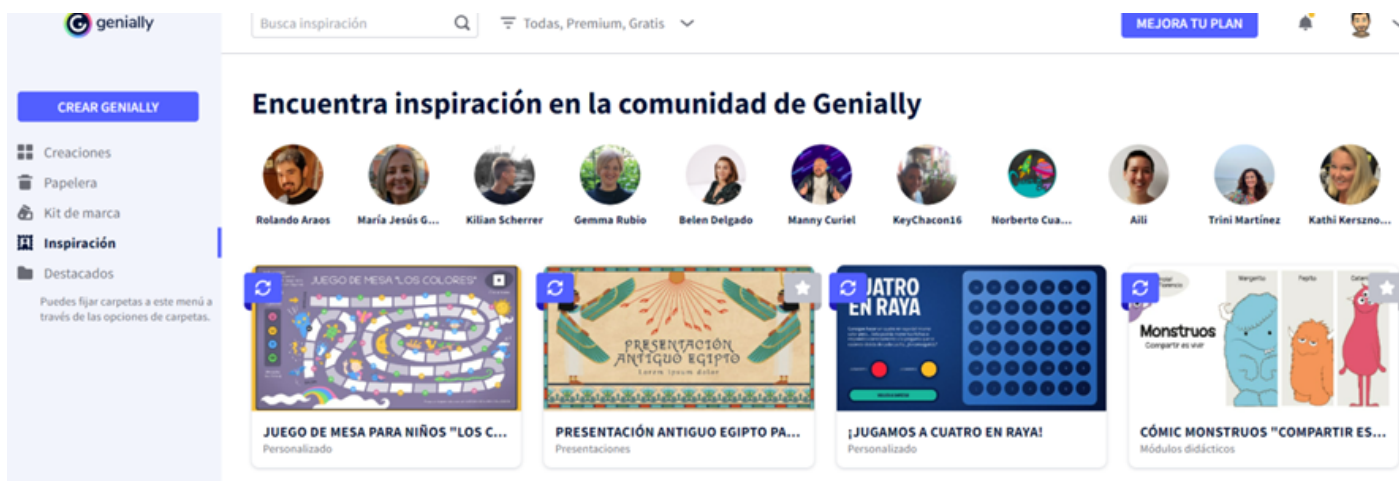 genially
Busca inspiración
Todas, Premium, Gratis
MEJORA TU PLAN
CREAR GENIALLY
Creaciones
Papelera
Kit de marca
Inspiración
Destacados
Puedes fijar carpetas a este menú a
través de las opciones de carpetas.
Encuentra inspiración en la comunidad de Genially
Rolando Araos
María Jesús G...
Kilian Scherrer
Gemma Rubio
Belen Delgado
Manny Curiel
KeyChacon16
Norberto Cua...
Aili
Trini Martínez
Kathi Kerszno...
JUEGO DE MESA "LOS COLORES"
JUEGO DE MESA PARA NIÑOS "LOS C...
Personalizado
PRESENTACIÓN
ANTIGUO EGIPTO
Lorem ipsum dolor
PRESENTACIÓN ANTIGUO EGIPTO PA...
Presentaciones
CUATRO
EN RAYA
¡JUGAMOS A CUATRO EN RAYA!
Personalizado
Margarito
Pepito
Monstruos
Compartir es vivir
CÓMIC MONSTRUOS "COMPARTIR ES...
Módulos didácticos